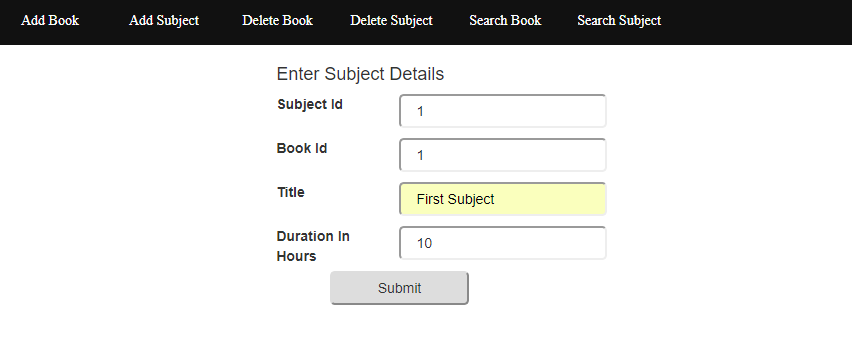 Add Book Add Subject Delete Book Delete Subject Search Book Search Subject
Enter Subject Details
Subject Id 1
Book Id 1
Title First Subject
Duration In Hours 10
Submit